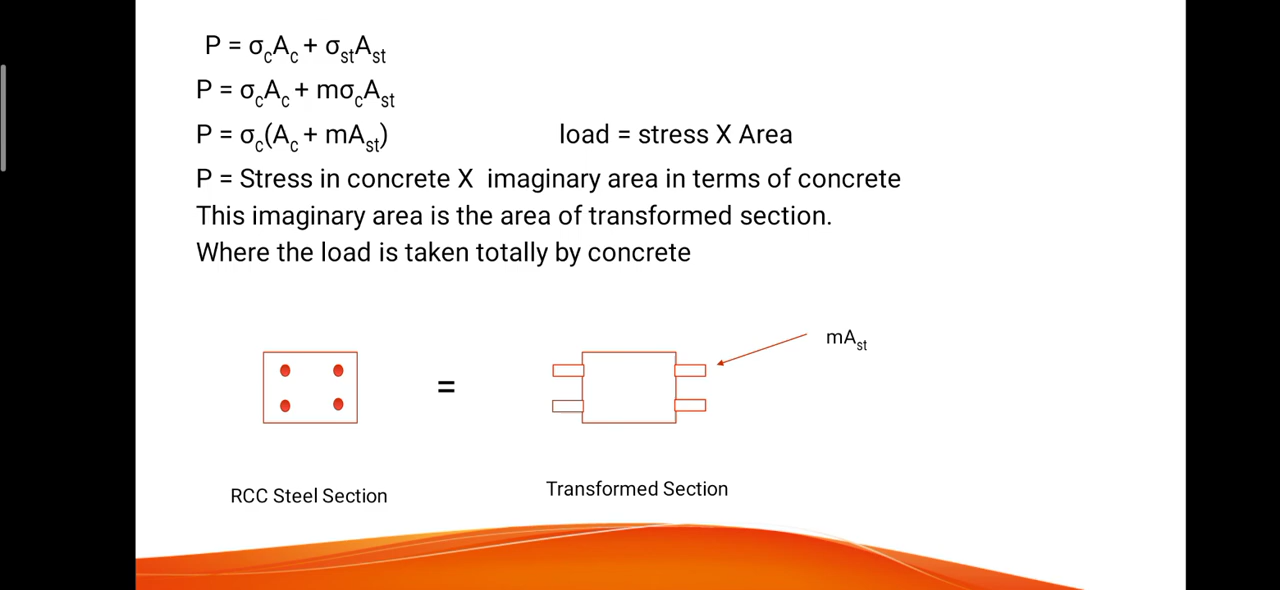 P = σcAc + σstAst
P = σcAc + mσcAst
P = σc(Ac + mAst) load = stress X Area
P = Stress in concrete X imaginary area in terms of concrete
This imaginary area is the area of transformed section.
Where the load is taken totally by concrete
mAst
=
RCC Steel Section
Transformed Section